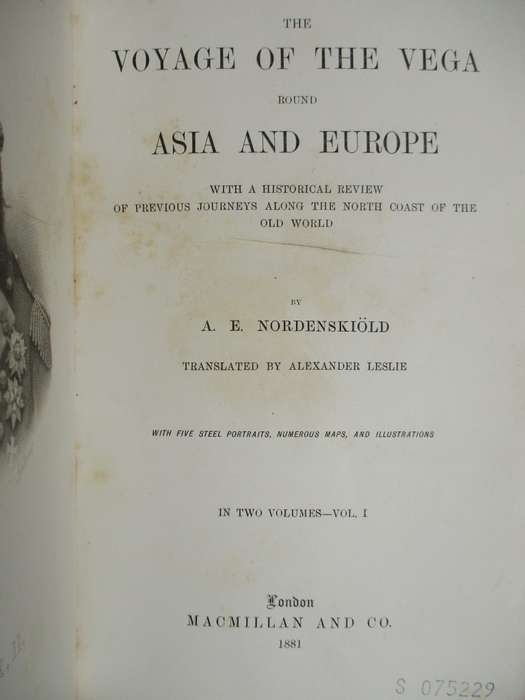 THE
VOYAGE OF THE VEGA
ROUND
ASIA AND EUROPE
WITH A HISTORICAL REVIEW
OF PREVIOUS JOURNEYS ALONG THE NORTH COAST OF THE
OLD WORLD
BY
A. E. NORDENSKIÖLD
TRANSLATED BY ALEXANDER LESLIE
WITH FIVE STEEL PORTRAITS, NUMEROUS MAPS, AND ILLUSTRATIONS
IN TWO VOLUMES—VOL. I
London
MACMILLAN AND CO.
1881
S 075229